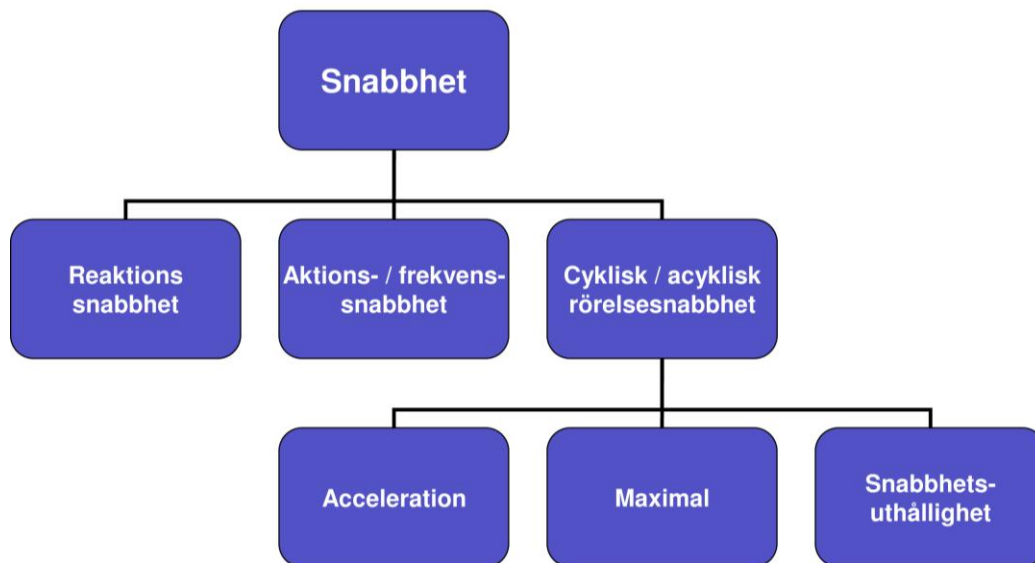 Snabbhet
Reaktions
snabbhet
Aktions- / frekvens-
snabbhet
Cyklisk / acyklisk
rörelsesnabbhet
Acceleration
Maximal
Snabbhets-
uthållighet